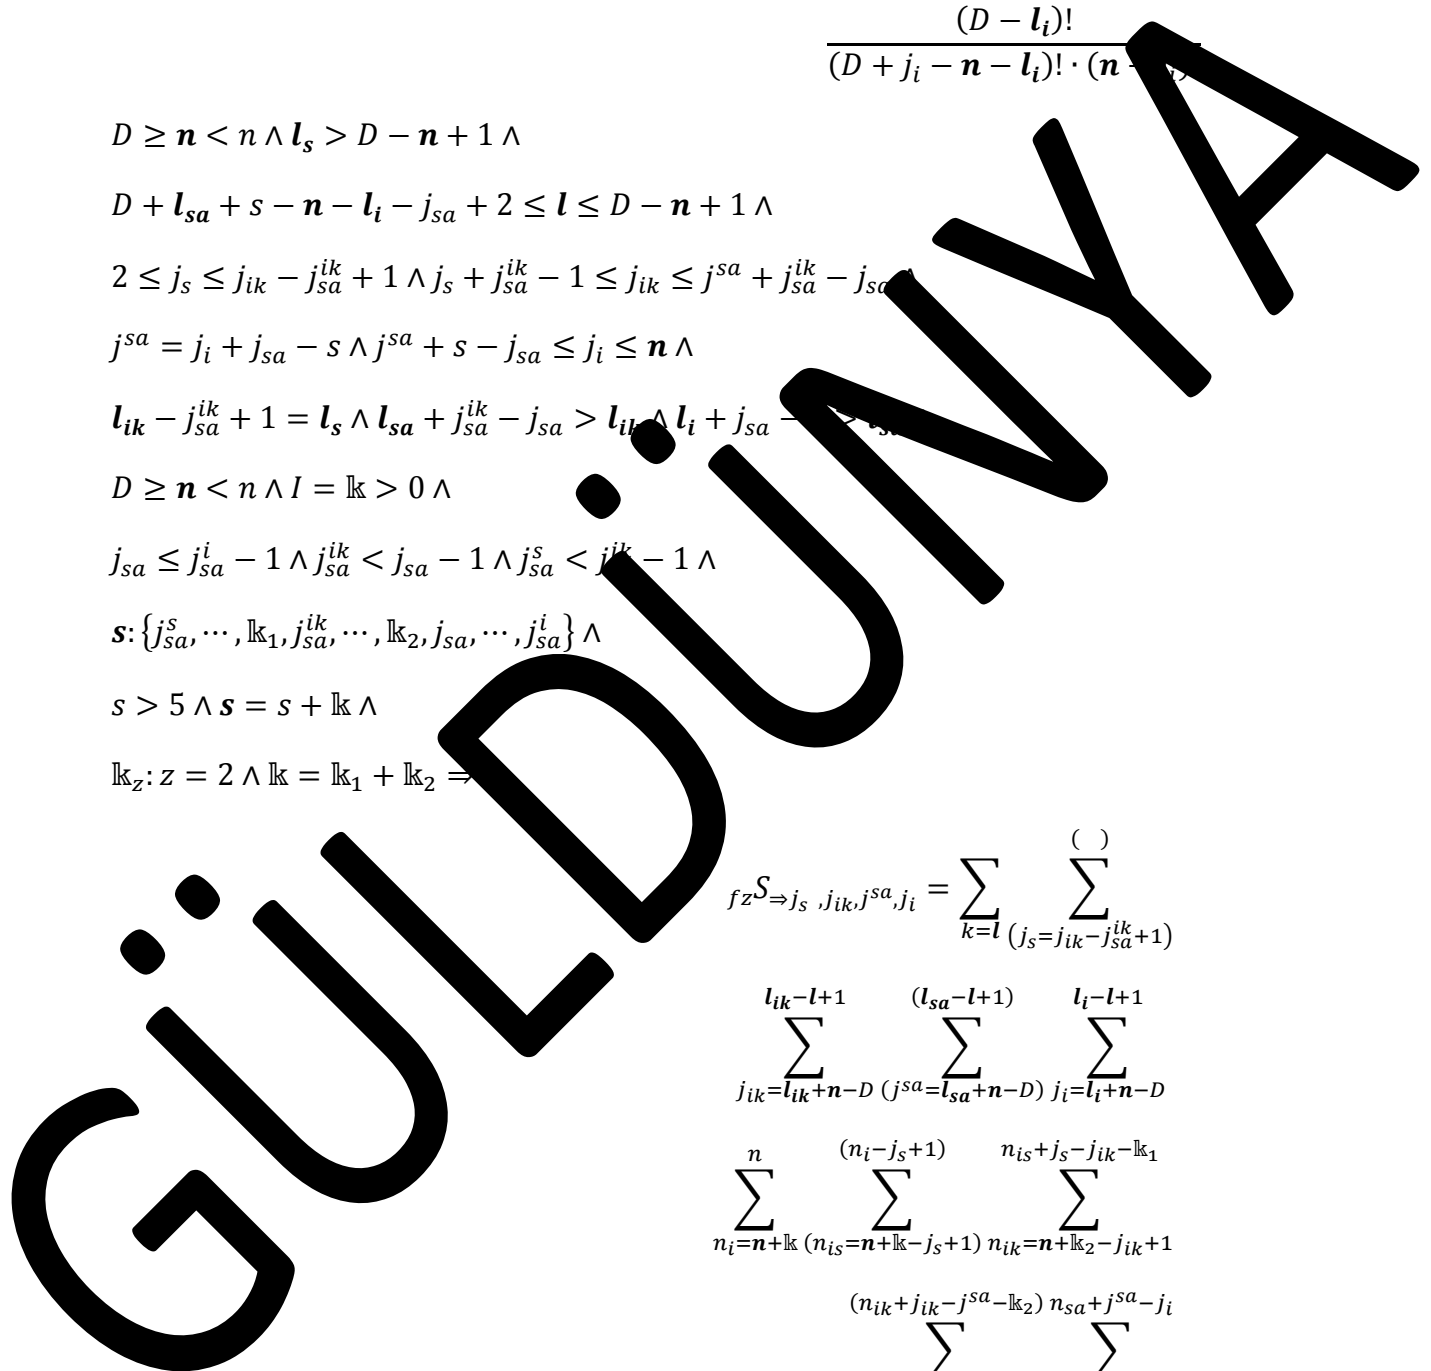 (D − l_i)!
(D + j_i − n − l_i)! · (n
D ≥ n < n ∧ l_s > D − n + 1 ∧
D + l_sa + s − n − l_i − j_sa + 2 ≤ l ≤ D − n + 1 ∧
2 ≤ j_s ≤ j_ik − j_sa^ik + 1 ∧ j_s + j_sa^ik − 1 ≤ j_ik ≤ j^sa + j_sa^ik − j_sa ∧
j^sa = j_i + j_sa − s ∧ j^sa + s − j_sa ≤ j_i ≤ n ∧
l_ik − j_sa^ik + 1 = l_s ∧ l_sa + j_sa^ik − j_sa > l_ik ∧ l_i + j_sa − > l_sa
D ≥ n < n ∧ I = 𝕜 > 0 ∧
j_sa ≤ j_sa^i − 1 ∧ j_sa^ik < j_sa − 1 ∧ j_sa^s < j^ik − 1 ∧
s: {j_sa^s, ⋯ , 𝕜_1, j_sa^ik, ⋯ , 𝕜_2, j_sa, ⋯ , j_sa^i} ∧
s > 5 ∧ s = s + 𝕜 ∧
𝕜_z: z = 2 ∧ 𝕜 = 𝕜_1 + 𝕜_2 ⇒
( )
_fz S_⇒j_s ,j_ik,j^sa,j_i = ∑ ∑
k=l (j_s=j_ik−j_sa^ik+1)
l_ik−l+1 (l_sa−l+1) l_i−l+1
∑ ∑ ∑
j_ik=l_ik+n−D (j^sa=l_sa+n−D) j_i=l_i+n−D
n (n_i−j_s+1) n_is+j_s−j_ik−𝕜_1
∑ ∑ ∑
n_i=n+𝕜 (n_is=n+𝕜−j_s+1) n_ik=n+𝕜_2−j_ik+1
(n_ik+j_ik−j^sa−𝕜_2) n_sa+j^sa−j_i
∑ ∑
GÜLDÜNYA